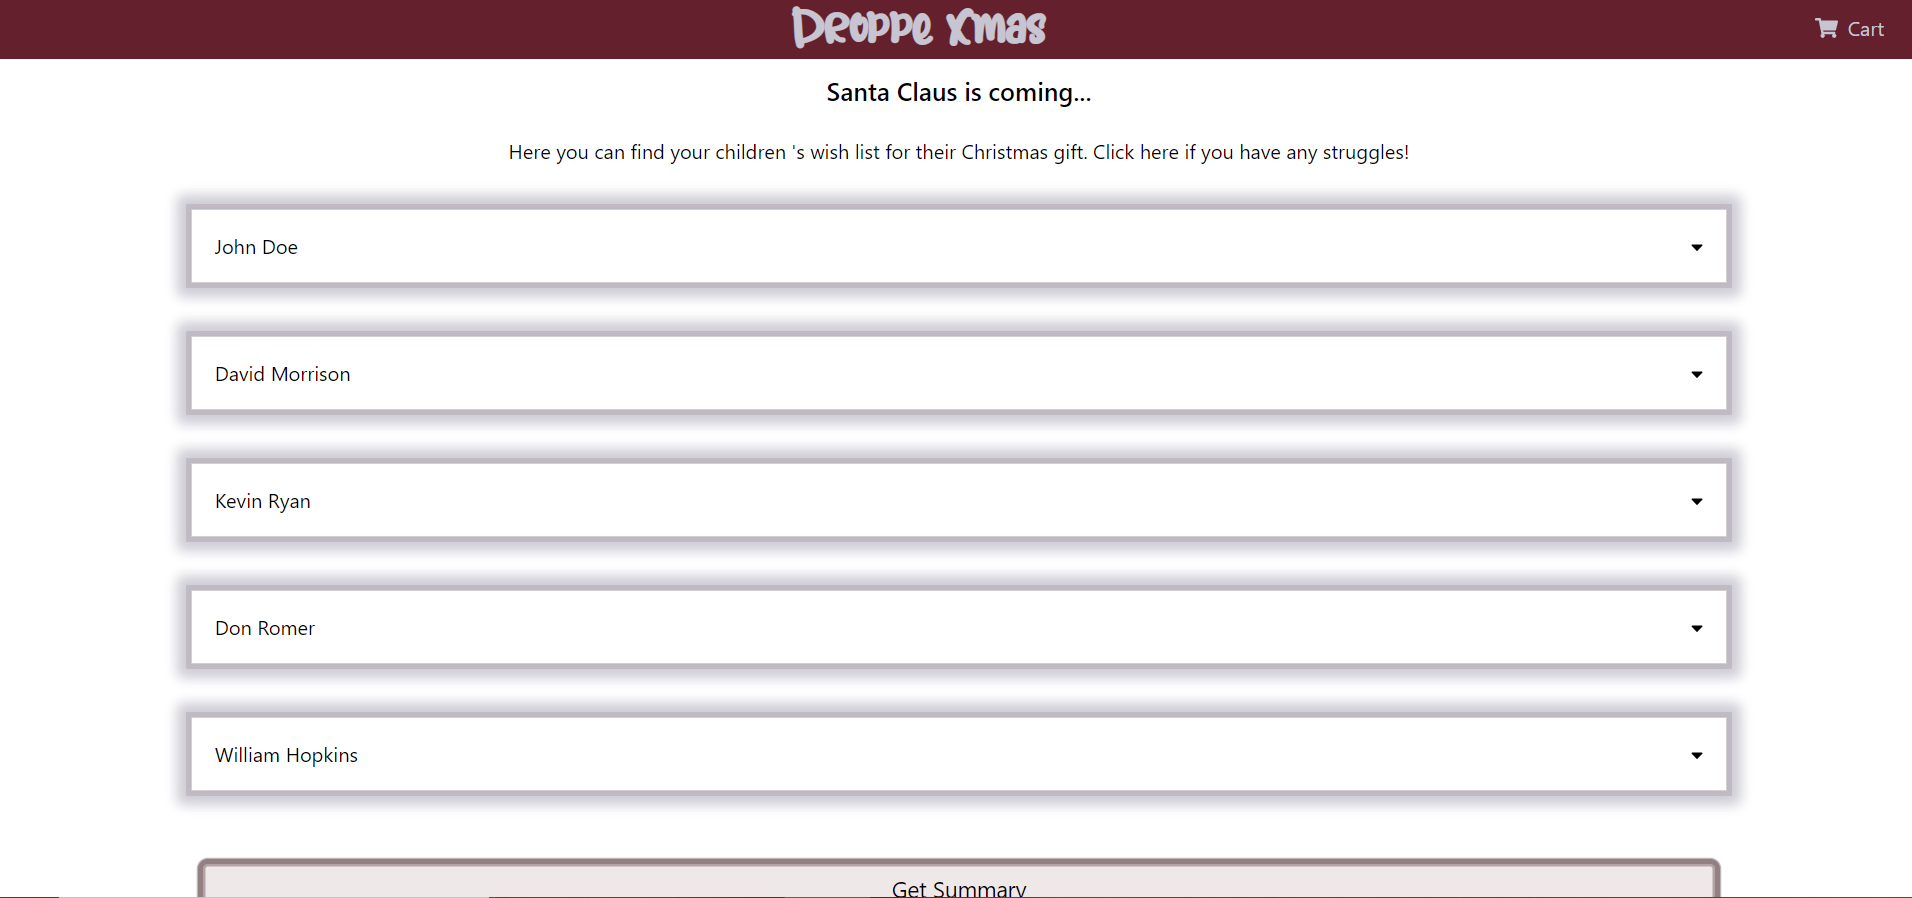 Droppe Xmas
Cart
Santa Claus is coming...
Here you can find your children 's wish list for their Christmas gift. Click here if you have any struggles!
John Doe
David Morrison
Kevin Ryan
Don Romer
William Hopkins
Get Summary